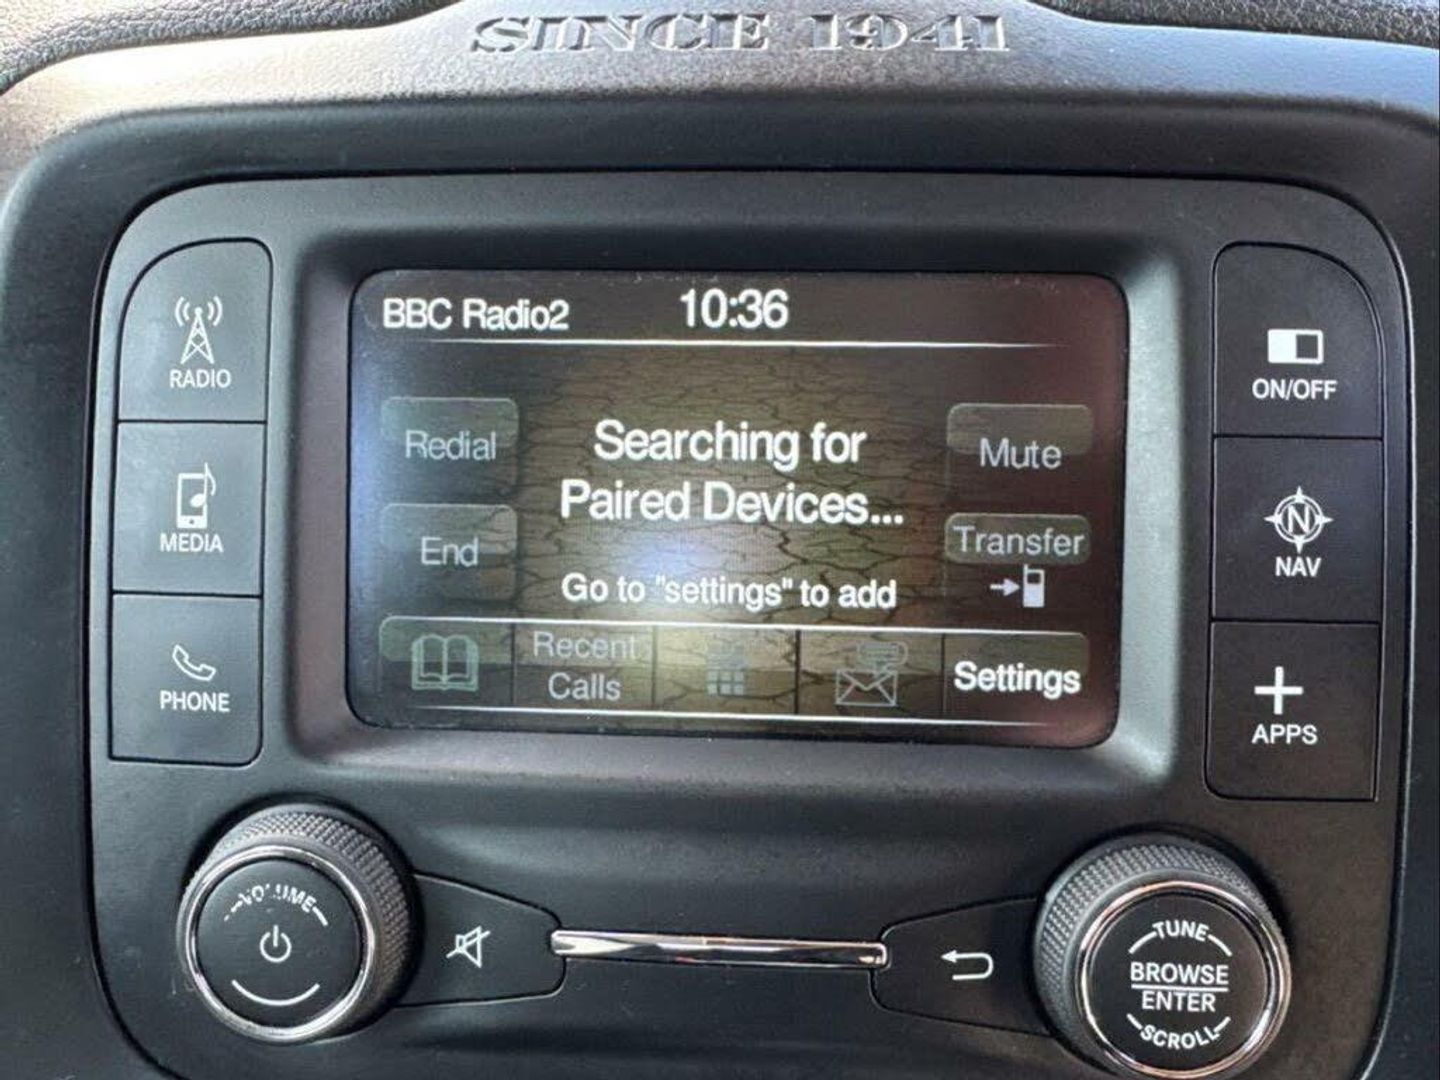 SINCE 1941
BBC Radio2 10:36
RADIO
MEDIA
PHONE
Redial
End
Searching for
Paired Devices...
Go to "settings" to add
Mute
Transfer
Recent
Calls
Settings
ON/OFF
N
NAV
APPS
VOLUME
TUNE
BROWSE
ENTER
SCROLL